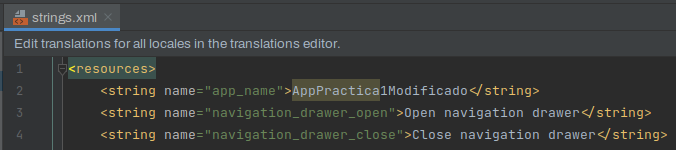 strings.xml
Edit translations for all locales in the translations editor.
1 <resources>
2 <string name="app_name">AppPractica1Modificado</string>
3 <string name="navigation_drawer_open">Open navigation drawer</string>
4 <string name="navigation_drawer_close">Close navigation drawer</string>